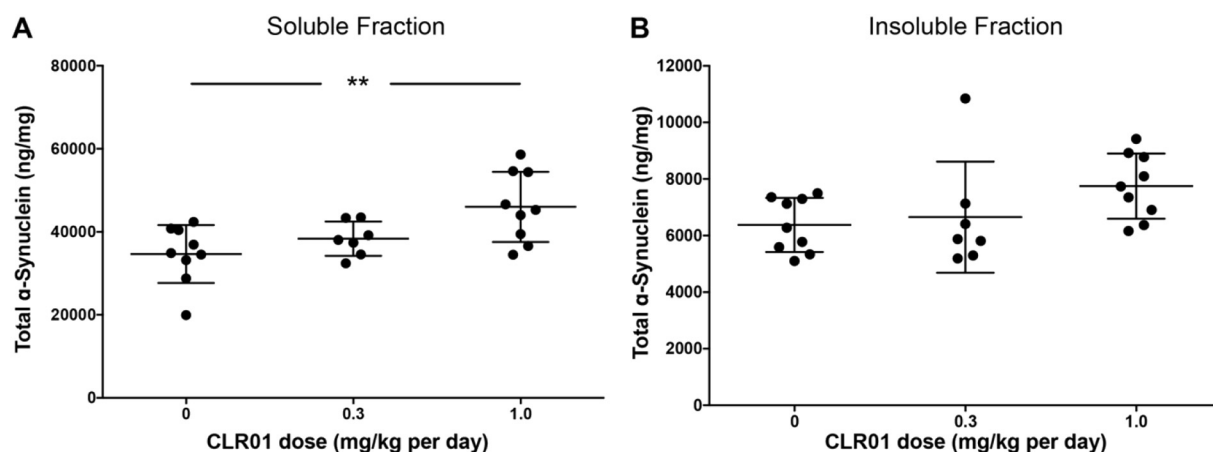 A
Soluble Fraction
Total α-Synuclein (ng/mg)
80000
60000
40000
20000
0
**
0 0.3 1.0
CLR01 dose (mg/kg per day)
B
Insoluble Fraction
Total α-Synuclein (ng/mg)
12000
10000
8000
6000
4000
2000
0
0 0.3 1.0
CLR01 dose (mg/kg per day)